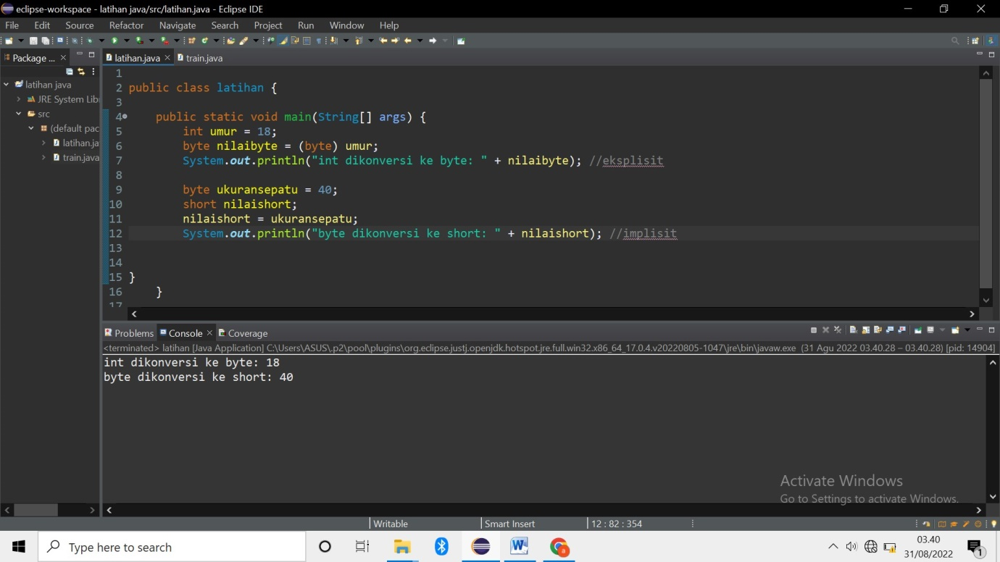 eclipse-workspace - latihan java/src/latihan.java - Eclipse IDE
File Edit Source Refactor Navigate Search Project Run Window Help
Package ...
latihan.java train.java
latihan java
JRE System Lib
src
(default pac
latihan.ja
train.java
1
2 public class latihan {
3
4 public static void main(String[] args) {
5 int umur = 18;
6 byte nilaibyte = (byte) umur;
7 System.out.println("int dikonversi ke byte: " + nilaibyte); //eksplisit
8
9 byte ukuransepatu = 40;
10 short nilaishort;
11 nilaishort = ukuransepatu;
12 System.out.println("byte dikonversi ke short: " + nilaishort); //implisit
13
14
15 }
16 }
17
Problems Console Coverage
<terminated> latihan [Java Application] C:\Users\ASUS\.p2\pool\plugins\org.eclipse.justj.openjdk.hotspot.jre.full.win32.x86_64_17.0.4.v20220805-1047\jre\bin\javaw.exe (31 Agu 2022 03.40.28 – 03.40.28) [pid: 14904]
int dikonversi ke byte: 18
byte dikonversi ke short: 40
Activate Windows
Go to Settings to activate Windows.
Writable Smart Insert 12 : 82 : 354
Type here to search
W
a
03.40
31/08/2022
1